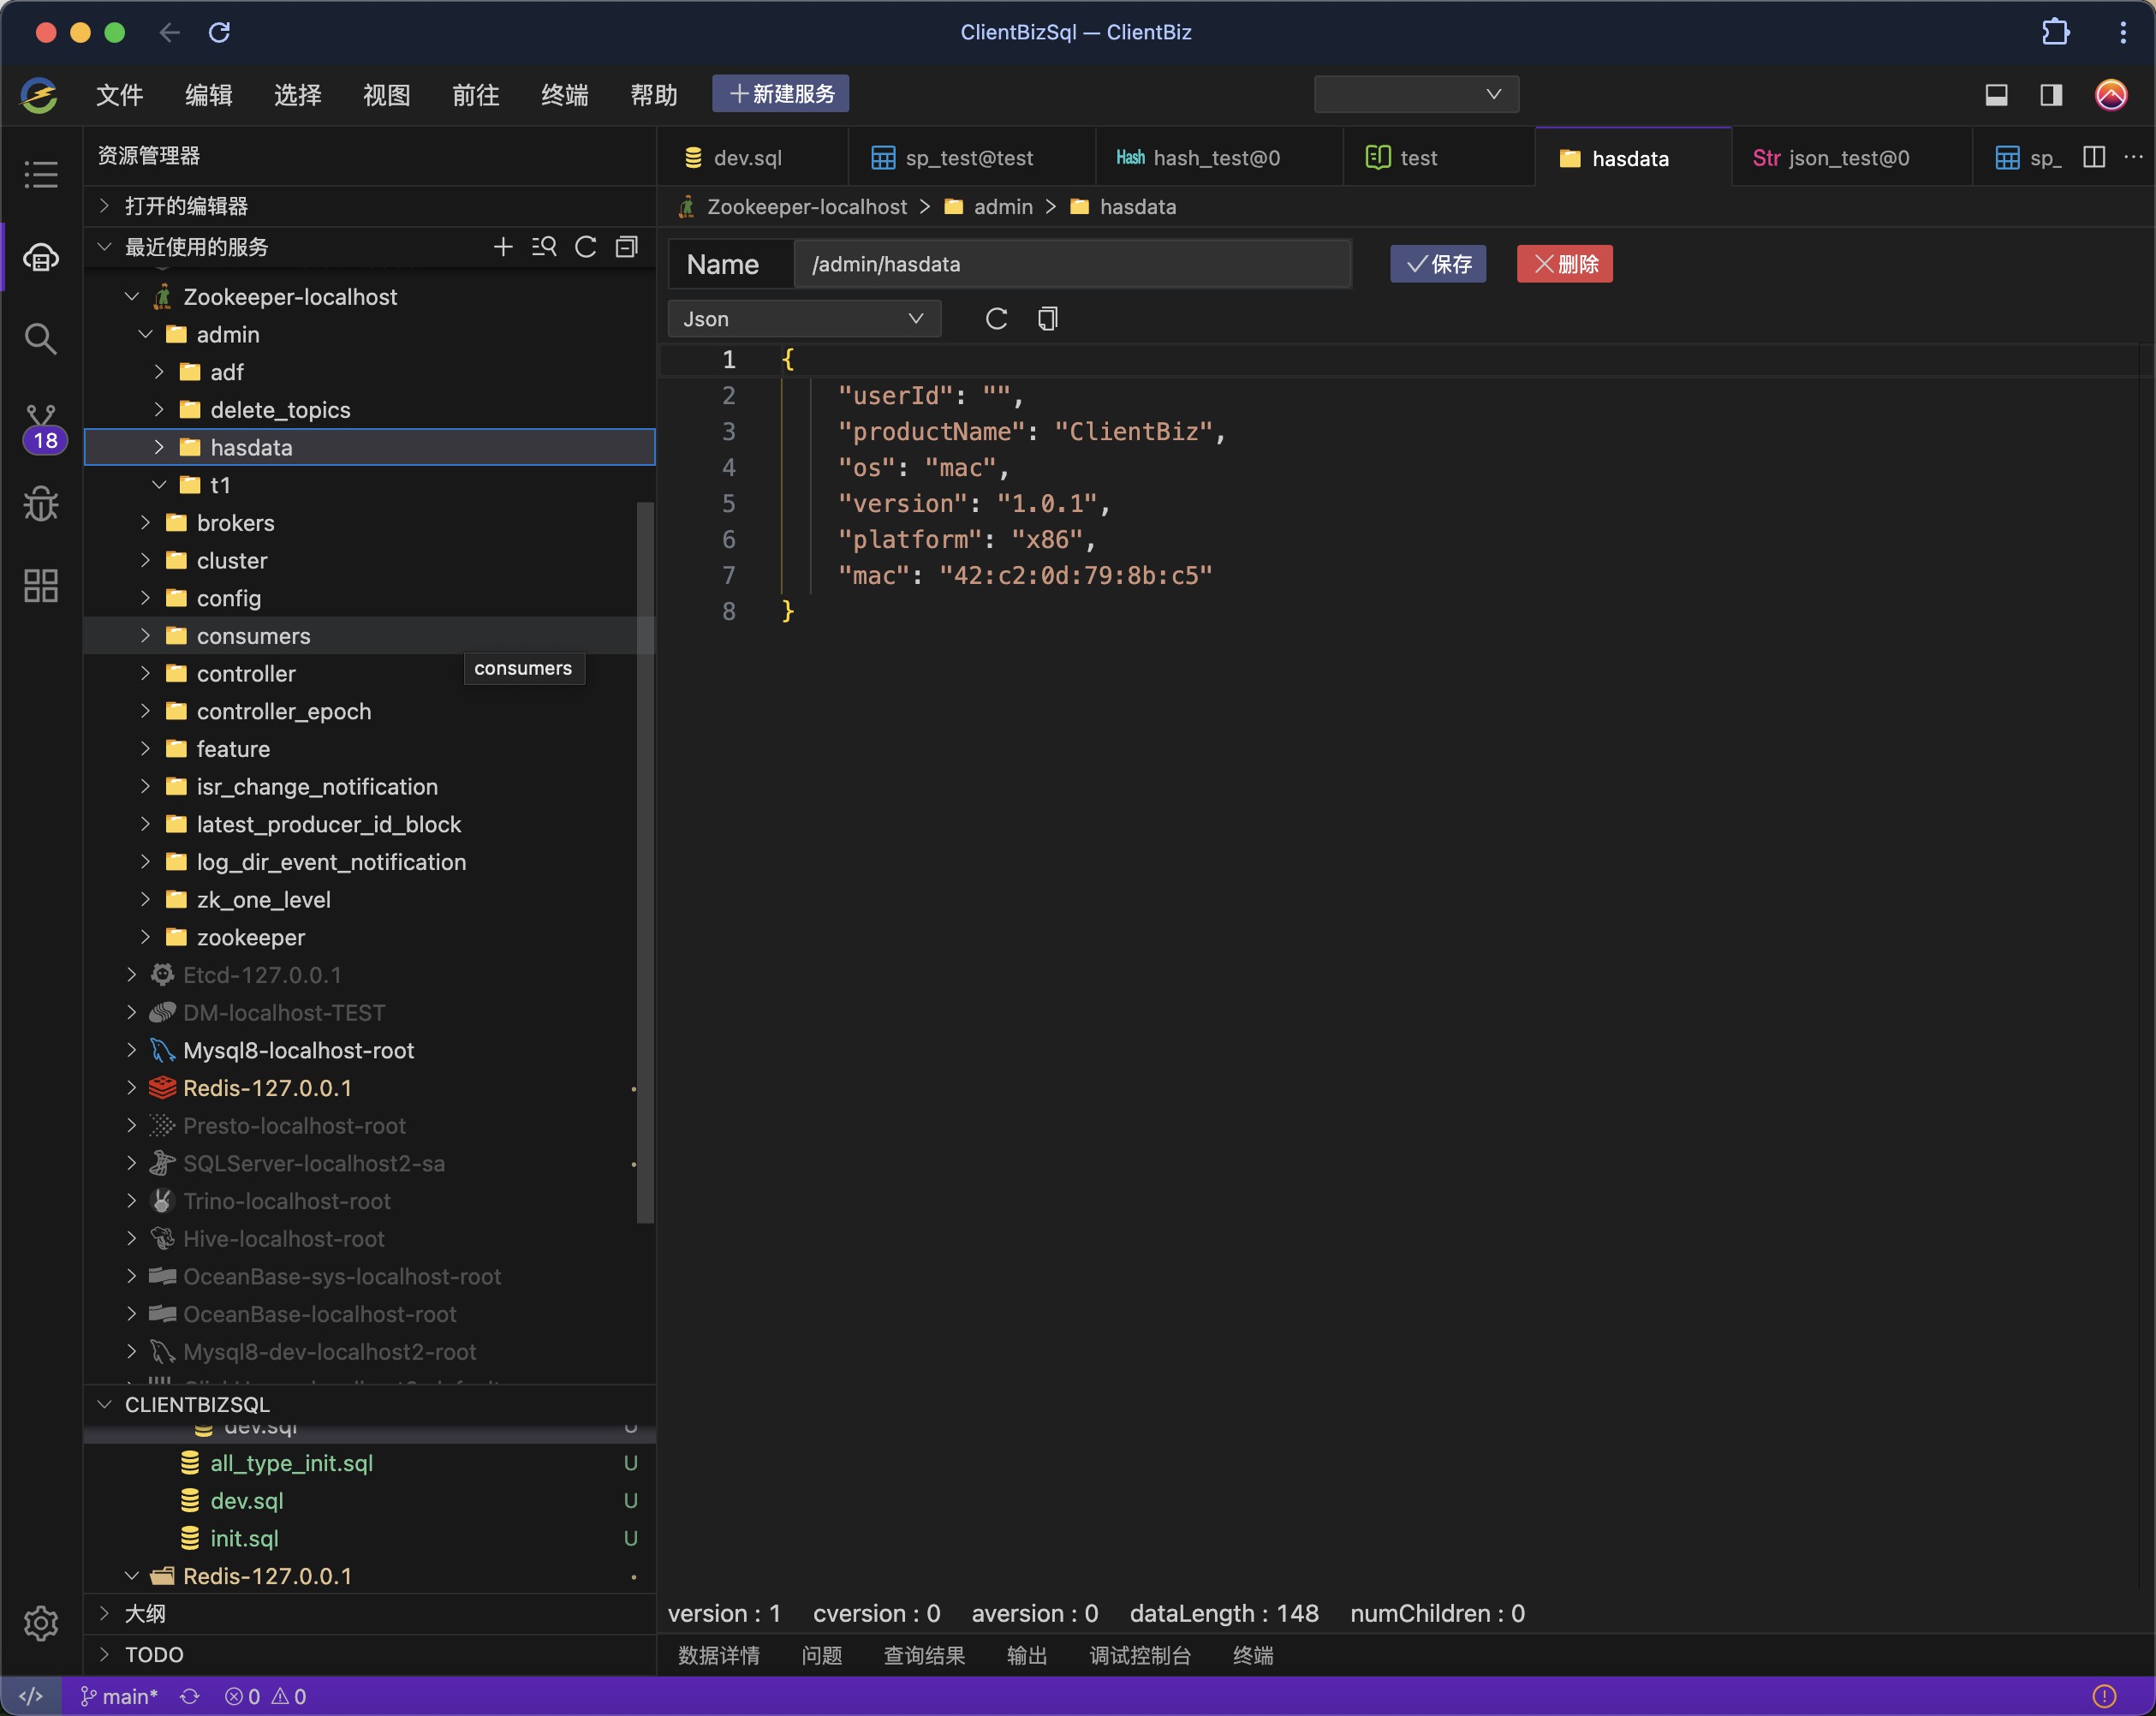 ClientBizSql — ClientBiz
文件 编辑 选择 视图 前往 终端 帮助 新建服务
资源管理器
打开的编辑器
最近使用的服务
Zookeeper-localhost
admin
adf
delete_topics
hasdata
t1
brokers
cluster
config
consumers
consumers
controller
controller_epoch
feature
isr_change_notification
latest_producer_id_block
log_dir_event_notification
zk_one_level
zookeeper
Etcd-127.0.0.1
DM-localhost-TEST
Mysql8-localhost-root
Redis-127.0.0.1
Presto-localhost-root
SQLServer-localhost2-sa
Trino-localhost-root
Hive-localhost-root
OceanBase-sys-localhost-root
OceanBase-localhost-root
Mysql8-dev-localhost2-root
CLIENTBIZSQL
dev.sql U
all_type_init.sql U
dev.sql U
init.sql U
Redis-127.0.0.1
大纲
TODO
18
dev.sql sp_test@test Hash hash_test@0 test hasdata Str json_test@0 sp_
Zookeeper-localhost > admin > hasdata
Name /admin/hasdata 保存 删除
Json
1 {
2 "userId": "",
3 "productName": "ClientBiz",
4 "os": "mac",
5 "version": "1.0.1",
6 "platform": "x86",
7 "mac": "42:c2:0d:79:8b:c5"
8 }
version : 1 cversion : 0 aversion : 0 dataLength : 148 numChildren : 0
数据详情 问题 查询结果 输出 调试控制台 终端
main* 0 0